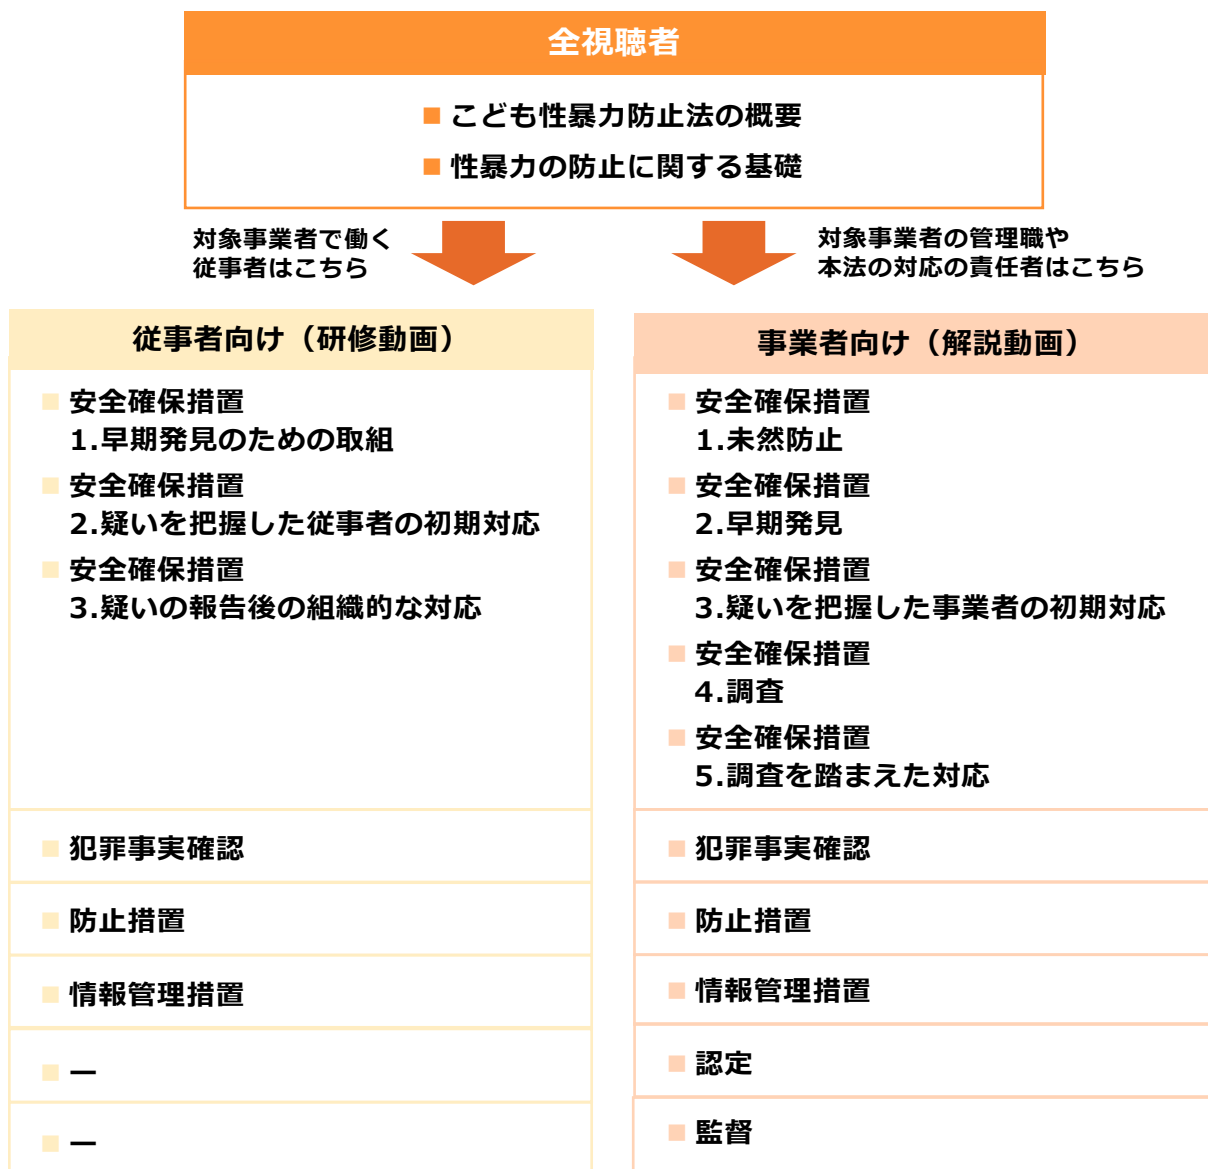 全視聴者
■ こども性暴力防止法の概要
■ 性暴力の防止に関する基礎
対象事業者で働く
従事者はこちら
対象事業者の管理職や
本法の対応の責任者はこちら
従事者向け（研修動画）
■ 安全確保措置
1.早期発見のための取組
■ 安全確保措置
2.疑いを把握した従事者の初期対応
■ 安全確保措置
3.疑いの報告後の組織的な対応
■ 犯罪事実確認
■ 防止措置
■ 情報管理措置
■ ー
■ ー
事業者向け（解説動画）
■ 安全確保措置
1.未然防止
■ 安全確保措置
2.早期発見
■ 安全確保措置
3.疑いを把握した事業者の初期対応
■ 安全確保措置
4.調査
■ 安全確保措置
5.調査を踏まえた対応
■ 犯罪事実確認
■ 防止措置
■ 情報管理措置
■ 認定
■ 監督